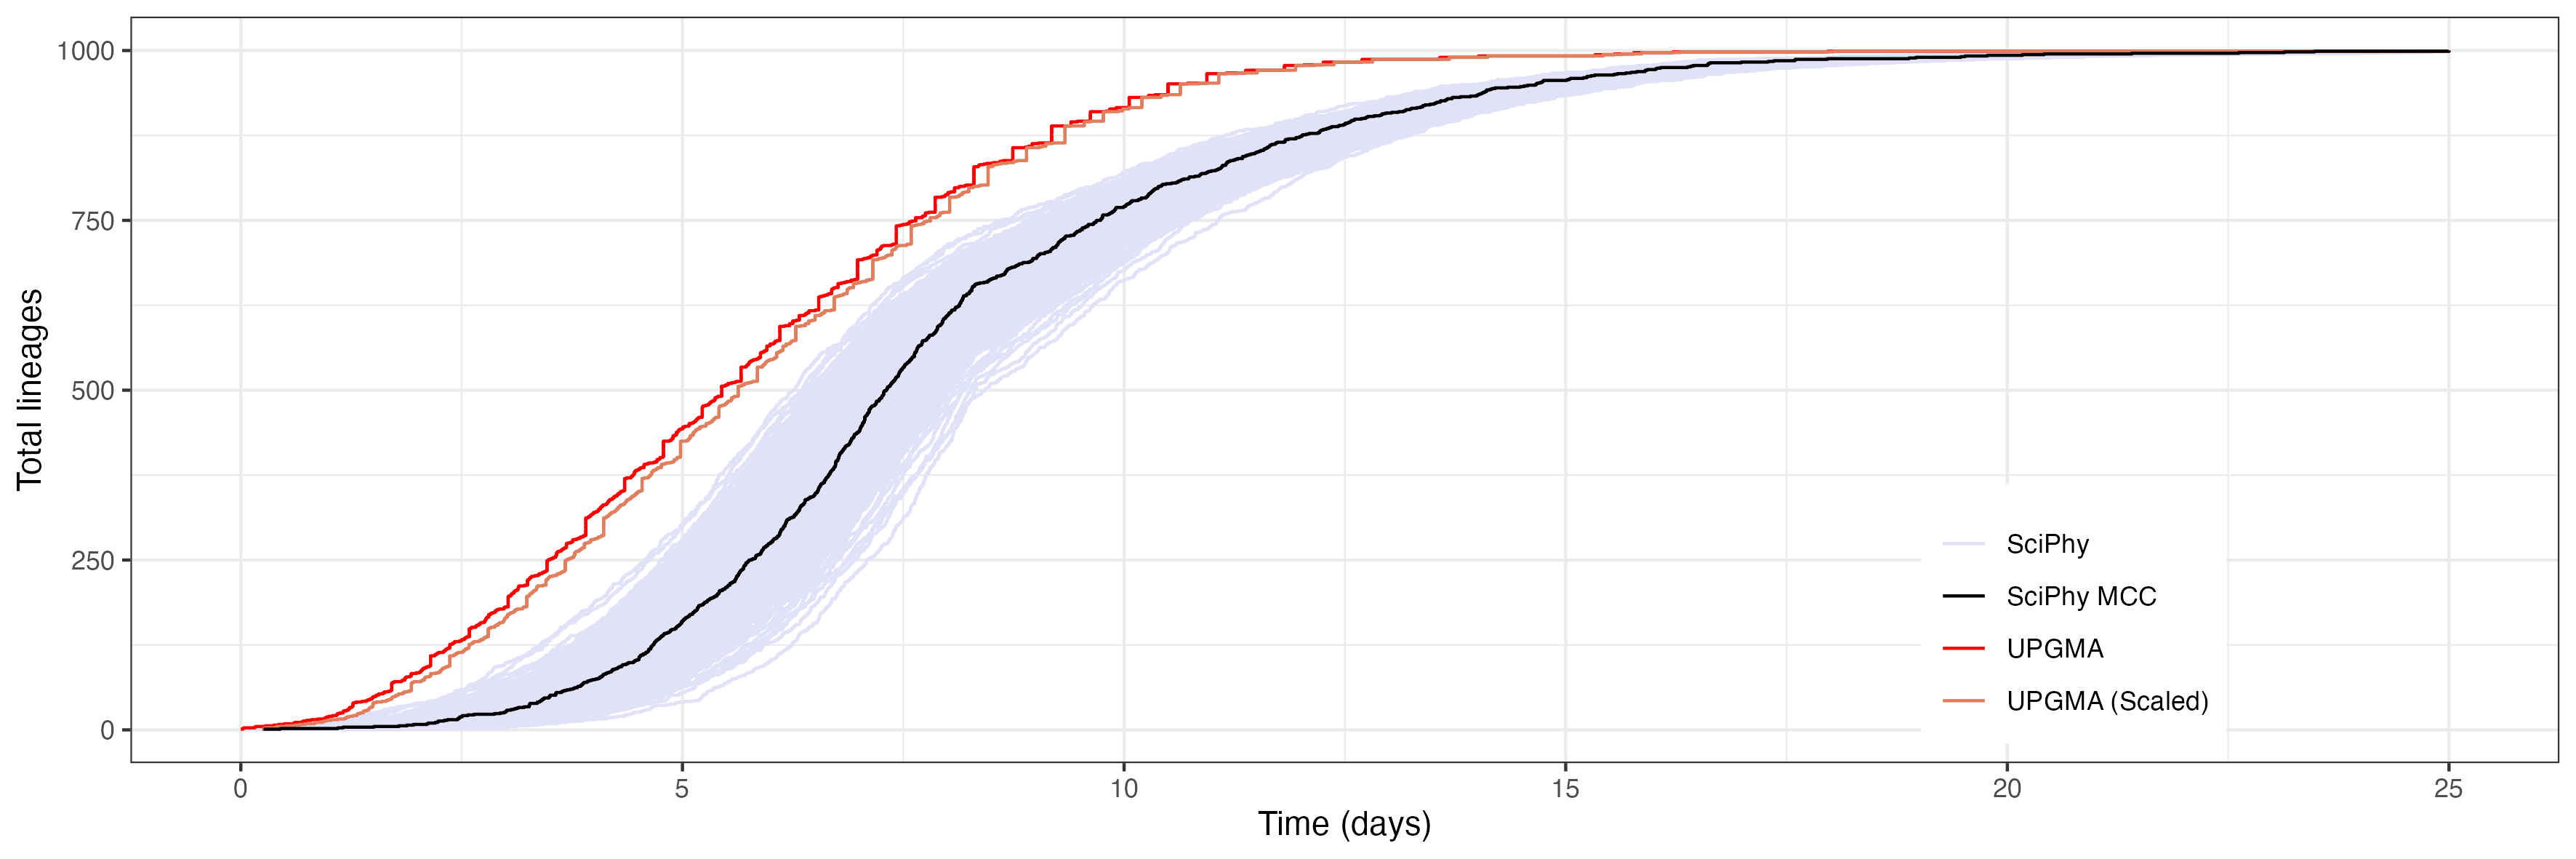 Total lineages
1000
750
500
250
0
0 5 10 15 20 25
Time (days)
SciPhy
SciPhy MCC
UPGMA
UPGMA (Scaled)